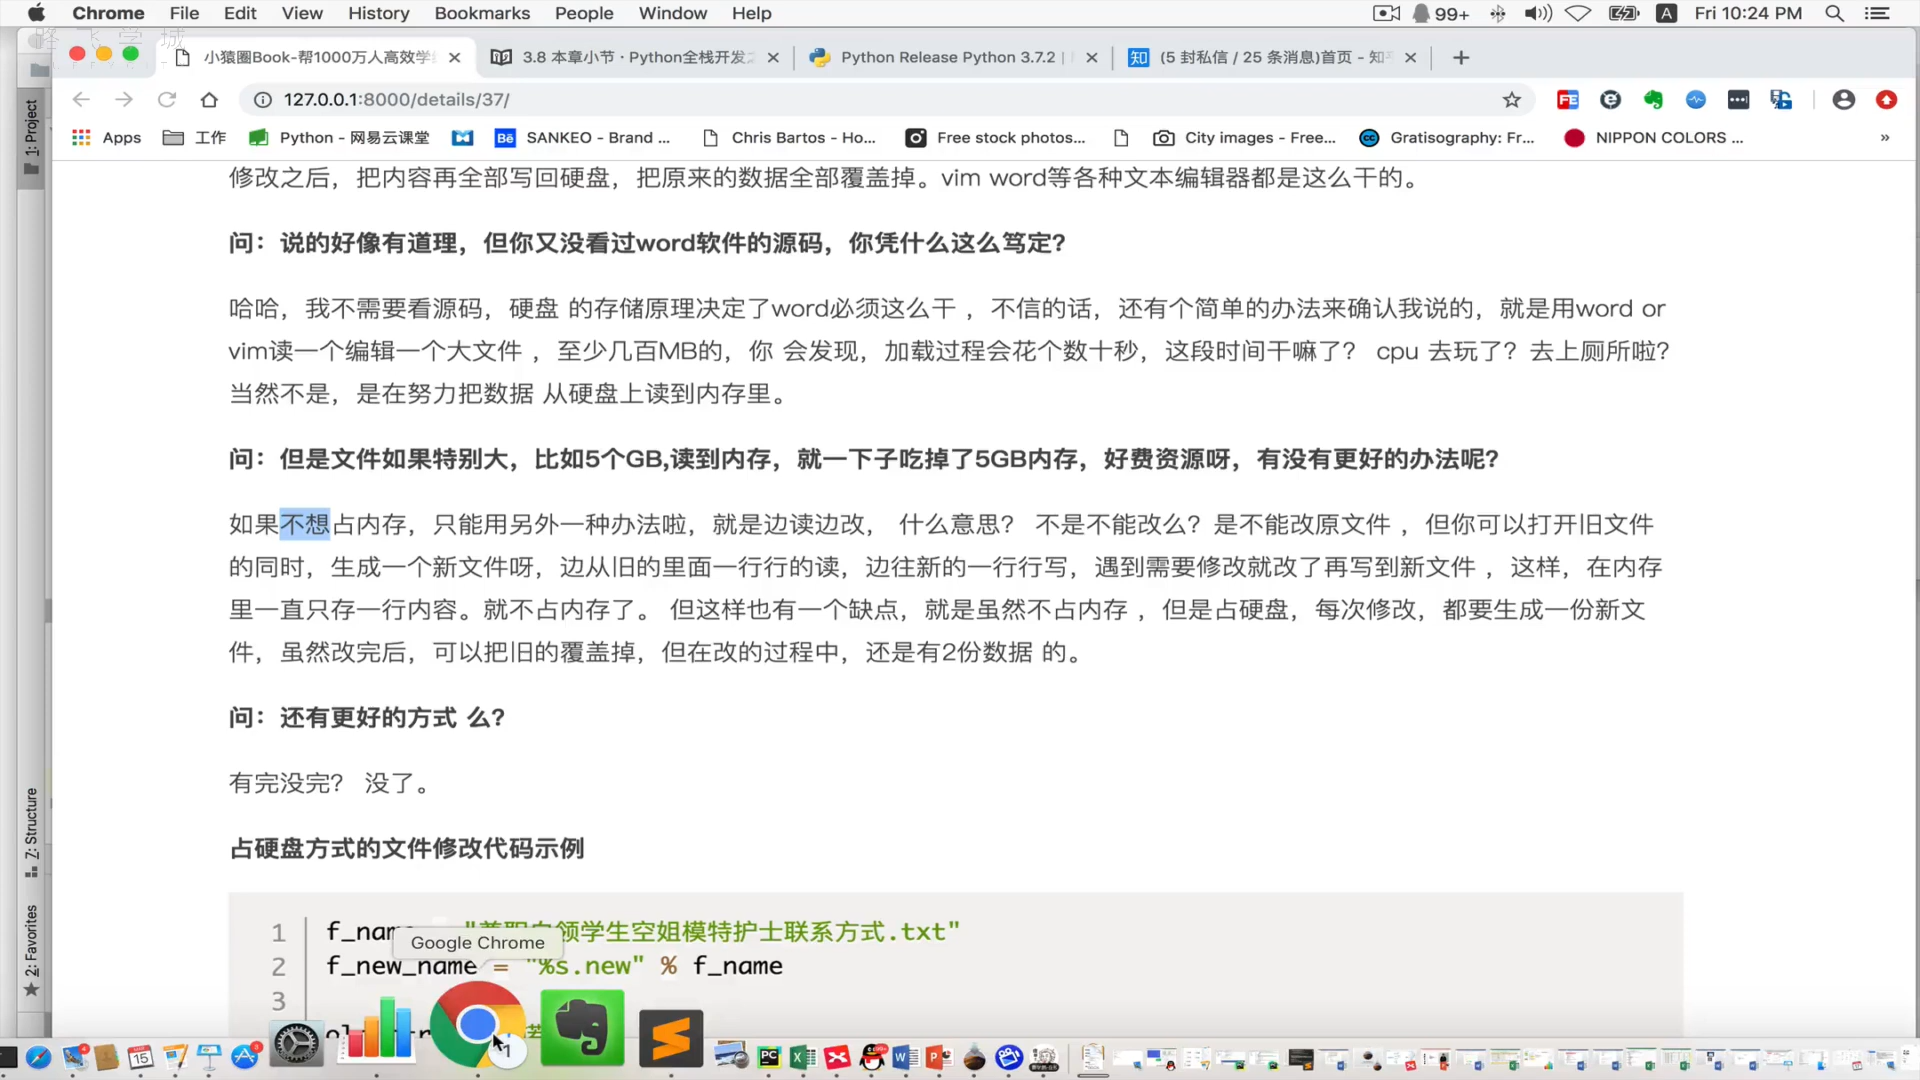 Chrome File Edit View History Bookmarks People Window Help 99+ A Fri 10:24 PM
路飞学城
小猿圈Book-帮1000万人高效学 3.8 本章小节 · Python全栈开发之 Python Release Python 3.7.2 | (5 封私信 / 25 条消息)首页 - 知乎
127.0.0.1:8000/details/37/
Apps 工作 Python - 网易云课堂 SANKEO - Brand ... Chris Bartos - Ho... Free stock photos... City images - Free... Gratisography: Fr... NIPPON COLORS ... »
1: Project
修改之后，把内容再全部写回硬盘，把原来的数据全部覆盖掉。vim word等各种文本编辑器都是这么干的。
问：说的好像有道理，但你又没看过word软件的源码，你凭什么这么笃定?
哈哈，我不需要看源码，硬盘 的存储原理决定了word必须这么干 ，不信的话，还有个简单的办法来确认我说的，就是用word or
vim读一个编辑一个大文件 ，至少几百MB的，你 会发现，加载过程会花个数十秒，这段时间干嘛了？ cpu 去玩了？去上厕所啦？
当然不是，是在努力把数据 从硬盘上读到内存里。
问：但是文件如果特别大，比如5个GB,读到内存，就一下子吃掉了5GB内存，好费资源呀，有没有更好的办法呢?
如果不想占内存，只能用另外一种办法啦，就是边读边改， 什么意思？ 不是不能改么？是不能改原文件 ，但你可以打开旧文件
的同时，生成一个新文件呀，边从旧的里面一行行的读，边往新的一行行写，遇到需要修改就改了再写到新文件 ，这样，在内存
里一直只存一行内容。就不占内存了。 但这样也有一个缺点，就是虽然不占内存 ，但是占硬盘，每次修改，都要生成一份新文
件，虽然改完后，可以把旧的覆盖掉，但在改的过程中，还是有2份数据 的。
问：还有更好的方式 么?
有完没完？ 没了。
占硬盘方式的文件修改代码示例
7: Structure
2: Favorites
1 f_name 白领学生空姐模特护士联系方式.txt"
Google Chrome
2 f_new_name = "%s.new" % f_name
3